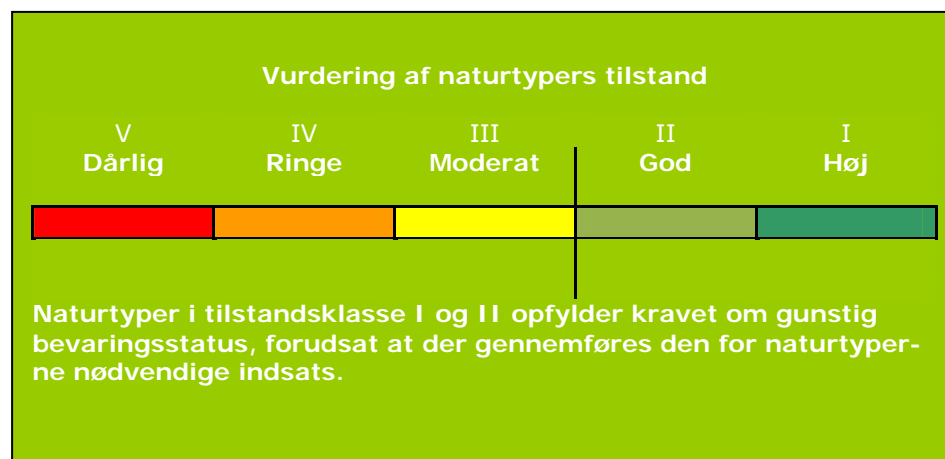 Vurdering af naturtypers tilstand
V IV III II I
Dårlig Ringe Moderat God Høj
Naturtyper i tilstandsklasse I og II opfylder kravet om gunstig
bevaringsstatus, forudsat at der gennemføres den for naturtyper-
ne nødvendige indsats.